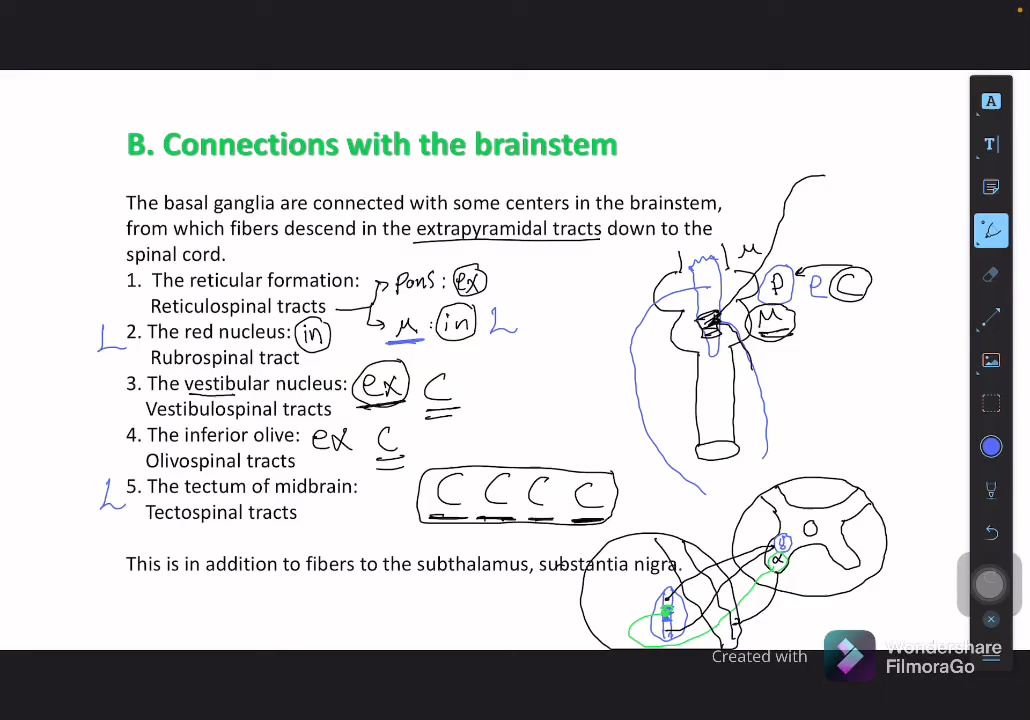 B. Connections with the brainstem
The basal ganglia are connected with some centers in the brainstem,
from which fibers descend in the extrapyramidal tracts down to the
spinal cord.
1. The reticular formation: pons : ex
Reticulospinal tracts M : in L
L 2. The red nucleus: in
Rubrospinal tract
3. The vestibular nucleus: ex C
Vestibulospinal tracts
4. The inferior olive: ex C
Olivospinal tracts
L 5. The tectum of midbrain:
Tectospinal tracts
C C C C
This is in addition to fibers to the subthalamus, substantia nigra.
M
P e C
M
α
A
T
Created with
Wondershare
FilmoraGo